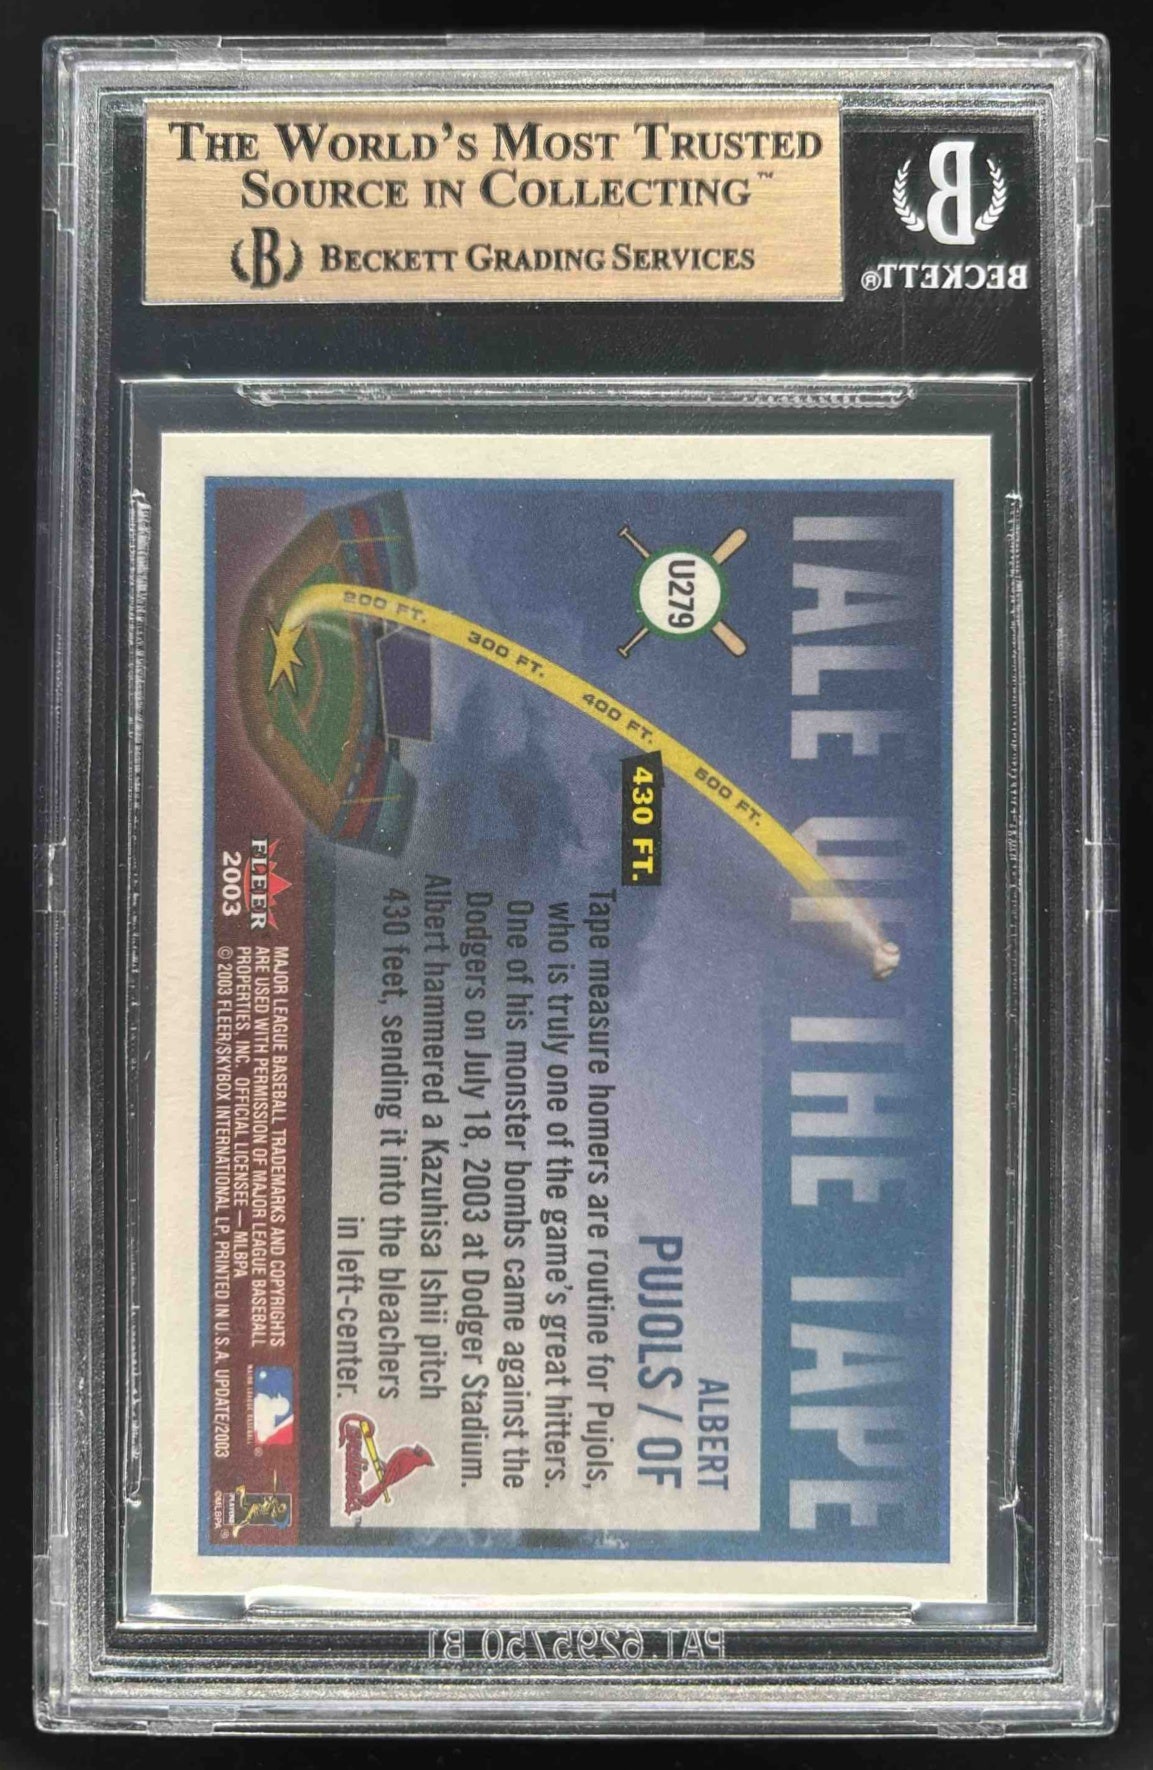 THE WORLD'S MOST TRUSTED
SOURCE IN COLLECTING™
B BECKETT GRADING SERVICES
B
BECKETT®
TALE OF THE TAPE
U279
ALBERT
PUJOLS / OF
200 FT.
300 FT.
400 FT.
500 FT.
430 FT.
Tape measure homers are routine for Pujols,
who is truly one of the game's great hitters.
One of his monster bombs came against the
Dodgers on July 18, 2003 at Dodger Stadium.
Albert hammered a Kazuhisa Ishii pitch
430 feet, sending it into the bleachers
in left-center.
Cardinals
FLEER
2003
MAJOR LEAGUE BASEBALL TRADEMARKS AND COPYRIGHTS
ARE USED WITH PERMISSION OF MAJOR LEAGUE BASEBALL
PROPERTIES, INC. OFFICIAL LICENSEE — MLBPA
© 2003 FLEER/SKYBOX INTERNATIONAL LP, PRINTED IN U.S.A. UPDATE/2003
MAJOR LEAGUE BASEBALL®
PLAYERS
©MLBPA
PAT. 6295750 B1